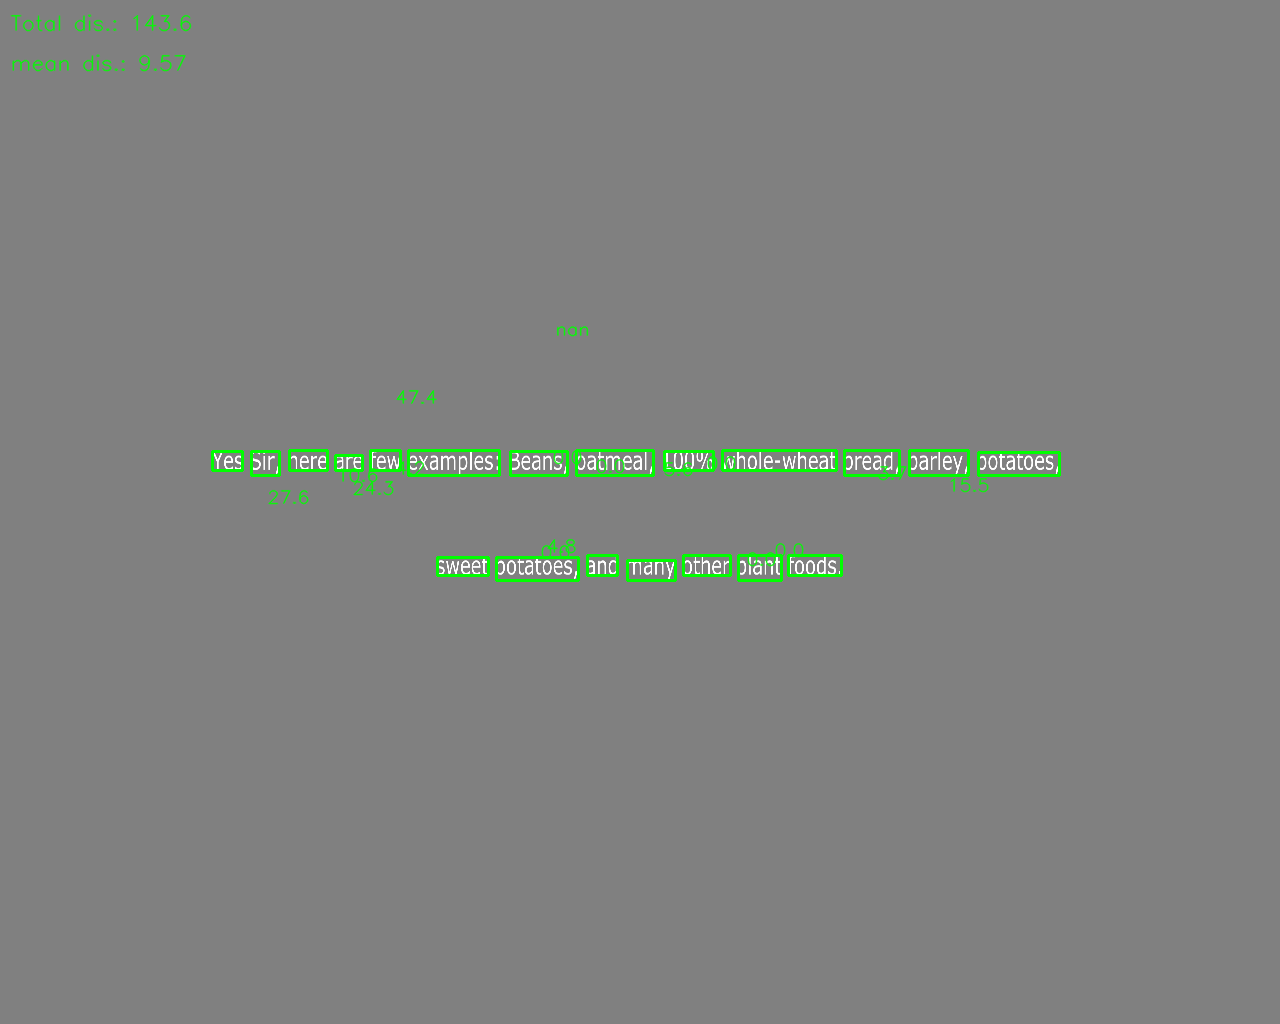 Total dis.: 143.6
mean dis.: 9.57
nan
47.4
Yes sir, here are few examples: Beans, oatmeal, 100% whole-wheat bread, barley, potatoes,
10.6
24.3
15.5
27.6
4.8
0.0
sweet potatoes, and many other plant foods.